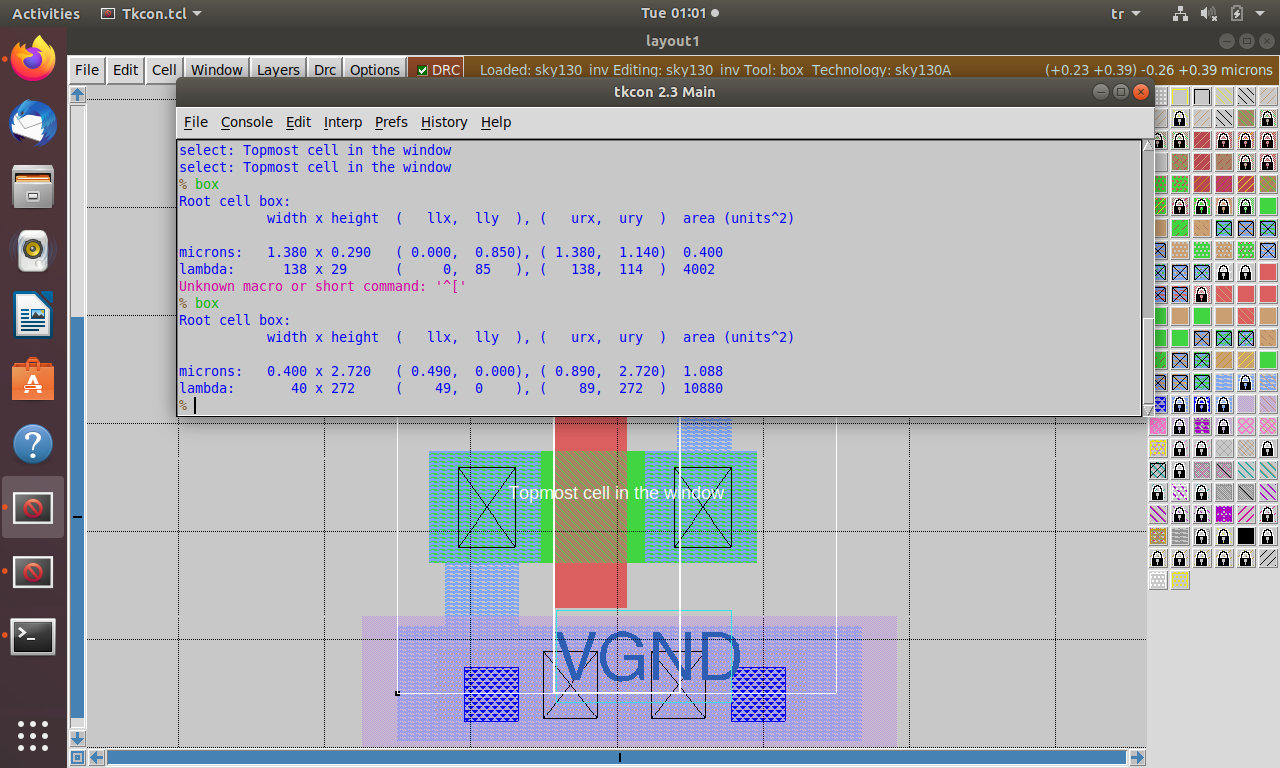 Activities Tkcon.tcl Tue 01:01 tr
layout1
File Edit Cell Window Layers Drc Options DRC Loaded: sky130_inv Editing: sky130_inv Tool: box Technology: sky130A (+0.23 +0.39) -0.26 +0.39 microns
tkcon 2.3 Main
File Console Edit Interp Prefs History Help
select: Topmost cell in the window
select: Topmost cell in the window
% box
Root cell box:
width x height ( llx, lly ), ( urx, ury ) area (units^2)
microns: 1.380 x 0.290 ( 0.000, 0.850), ( 1.380, 1.140) 0.400
lambda: 138 x 29 ( 0, 85 ), ( 138, 114 ) 4002
Unknown macro or short command: '^['
% box
Root cell box:
width x height ( llx, lly ), ( urx, ury ) area (units^2)
microns: 0.400 x 2.720 ( 0.490, 0.000), ( 0.890, 2.720) 1.088
lambda: 40 x 272 ( 49, 0 ), ( 89, 272 ) 10880
%
Topmost cell in the window
VGND